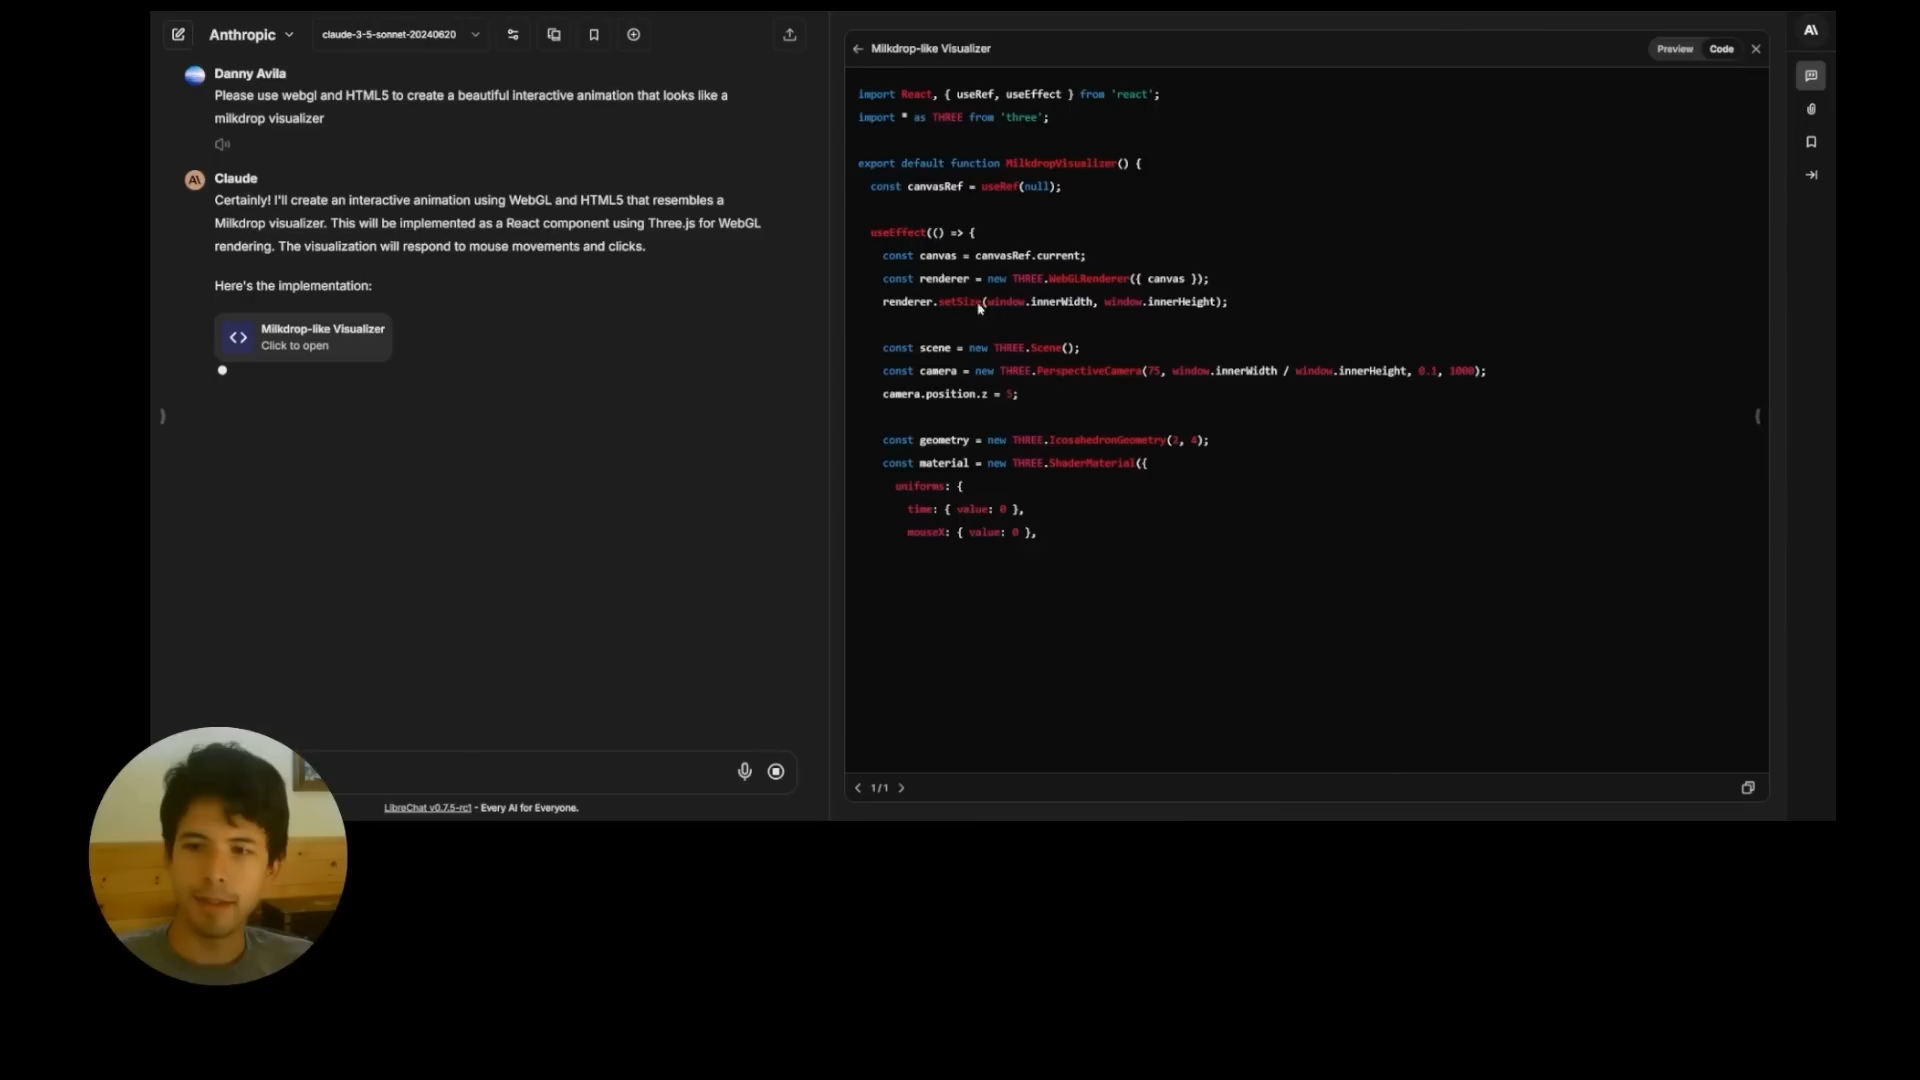 Anthropic
claude-3-5-sonnet-20240620
Danny Avila
Please use webgl and HTML5 to create a beautiful interactive animation that looks like a
milkdrop visualizer
Claude
Certainly! I'll create an interactive animation using WebGL and HTML5 that resembles a
Milkdrop visualizer. This will be implemented as a React component using Three.js for WebGL
rendering. The visualization will respond to mouse movements and clicks.
Here's the implementation:
Milkdrop-like Visualizer
Click to open
LibreChat v0.7.5-rc1 - Every AI for Everyone.
Milkdrop-like Visualizer
Preview Code
import React, { useRef, useEffect } from 'react';
import * as THREE from 'three';
export default function MilkdropVisualizer() {
const canvasRef = useRef(null);
useEffect(() => {
const canvas = canvasRef.current;
const renderer = new THREE.WebGLRenderer({ canvas });
renderer.setSize(window.innerWidth, window.innerHeight);
const scene = new THREE.Scene();
const camera = new THREE.PerspectiveCamera(75, window.innerWidth / window.innerHeight, 0.1, 1000);
camera.position.z = 5;
const geometry = new THREE.IcosahedronGeometry(2, 4);
const material = new THREE.ShaderMaterial({
uniforms: {
time: { value: 0 },
mouseX: { value: 0 },
1/1